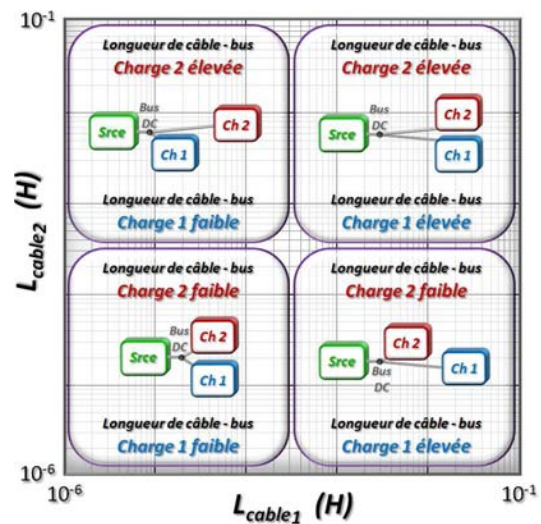 10-1
Longueur de câble - bus
Charge 2 élevée
Bus
DC
Srce
Ch 2
Ch 1
Longueur de câble - bus
Charge 1 faible
Longueur de câble - bus
Charge 2 élevée
Bus
DC
Srce
Ch 2
Ch 1
Longueur de câble - bus
Charge 1 élevée
Lcable2 (H)
Longueur de câble - bus
Charge 2 faible
Bus
DC
Srce
Ch 2
Ch 1
Longueur de câble - bus
Charge 1 faible
Longueur de câble - bus
Charge 2 faible
Srce
Ch 2
Bus
DC
Ch 1
Longueur de câble - bus
Charge 1 élevée
10-6
10-6
10-1
Lcable1 (H)